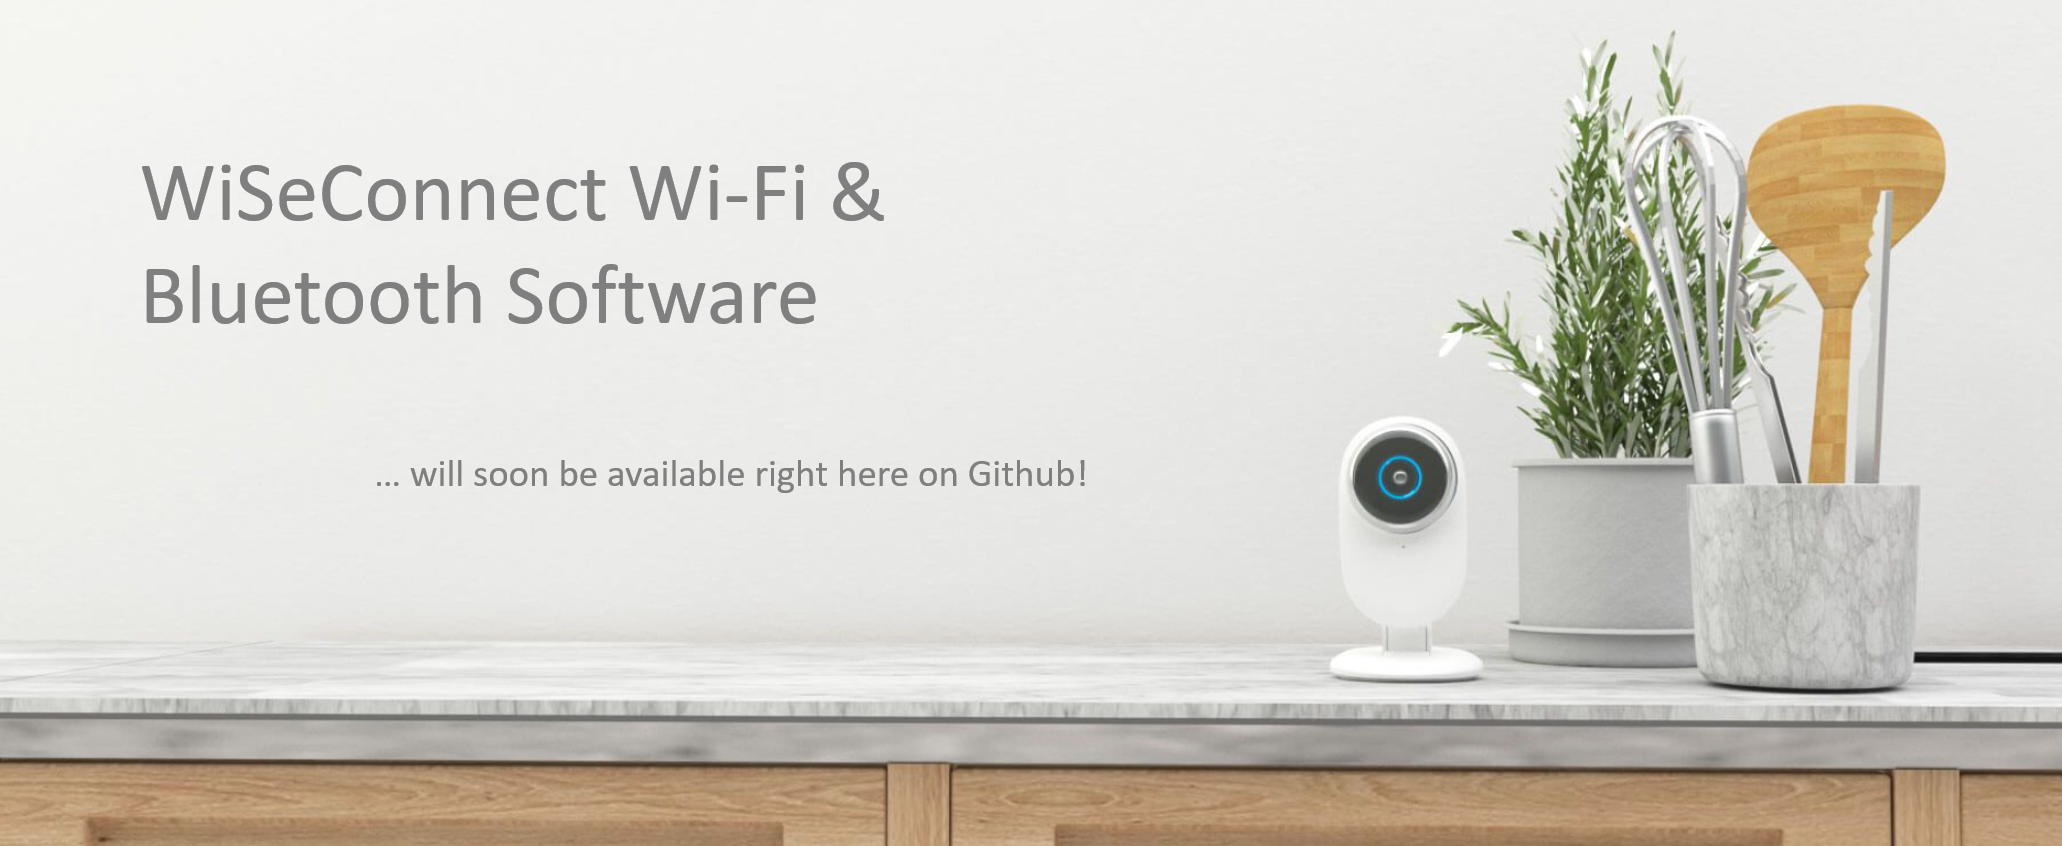 WiSeConnect Wi-Fi &
Bluetooth Software
... will soon be available right here on Github!